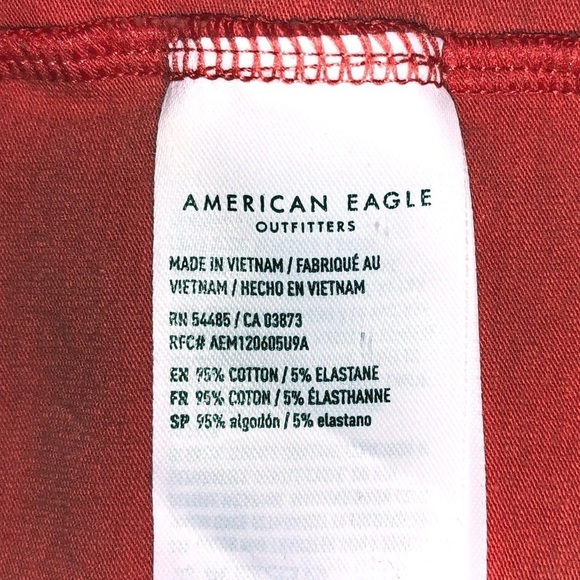 AMERICAN EAGLE
OUTFITTERS
MADE IN VIETNAM / FABRIQUÉ AU
VIETNAM / HECHO EN VIETNAM
RN 54485 / CA 03873
RFC# AEM120605U9A
EN 95% COTTON / 5% ELASTANE
FR 95% COTON / 5% ÉLASTHANNE
SP 95% algodón / 5% elastano